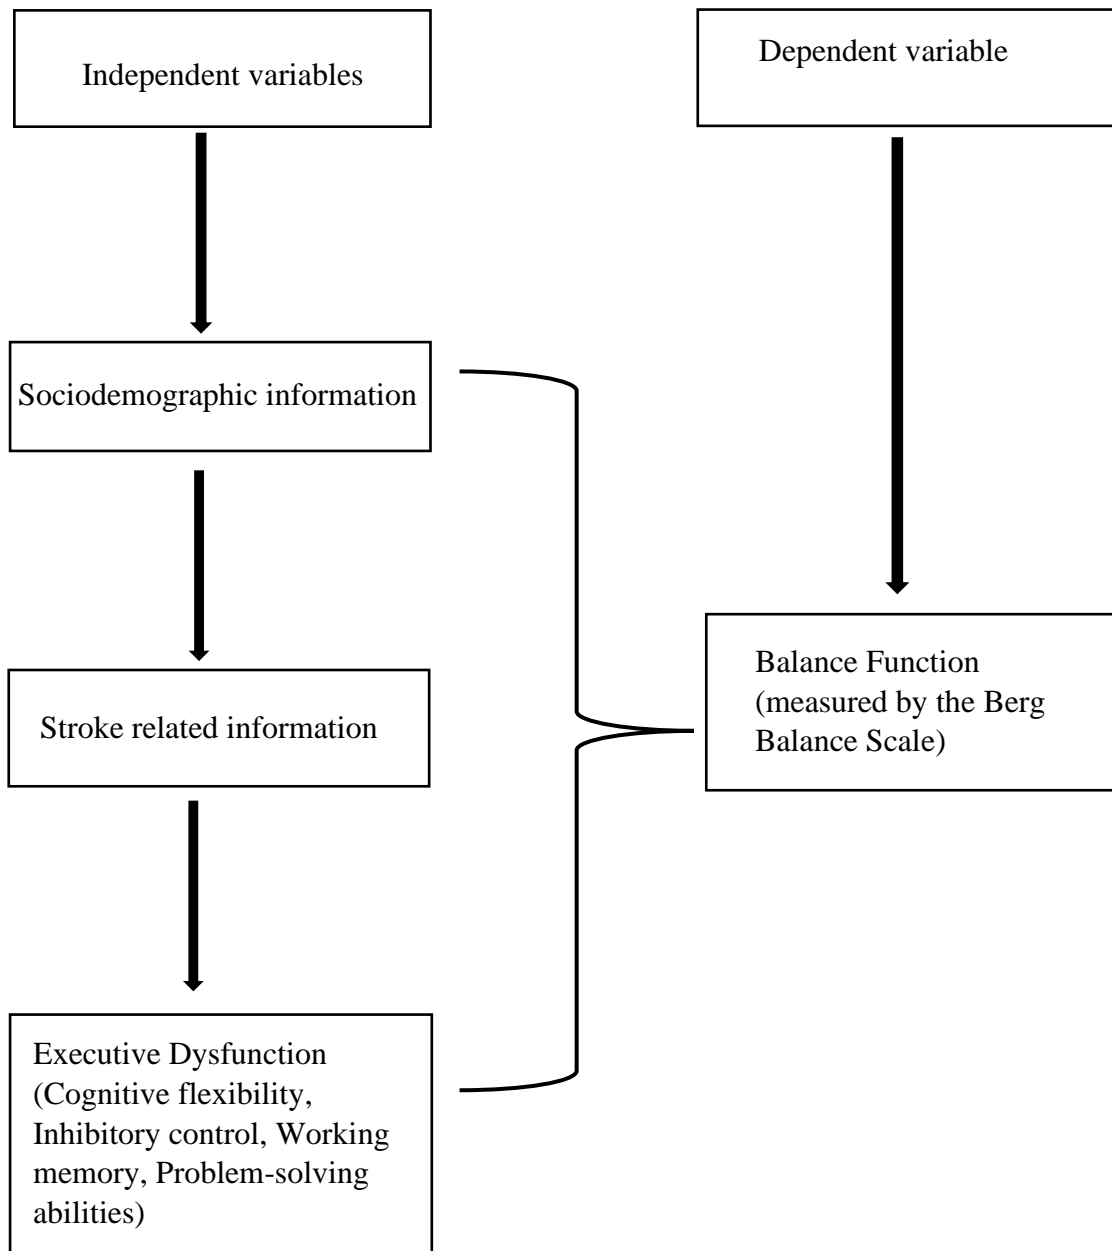 Independent variables
Dependent variable
Sociodemographic information
Stroke related information
Balance Function
(measured by the Berg
Balance Scale)
Executive Dysfunction
(Cognitive flexibility,
Inhibitory control, Working
memory, Problem-solving
abilities)